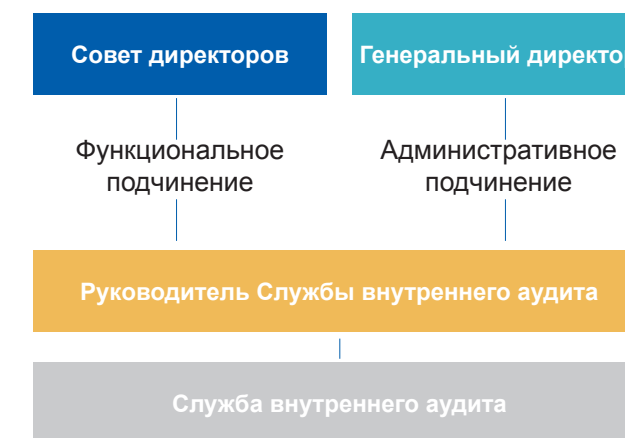 Совет директоров
Генеральный директо
Функциональное
подчинение
Административное
подчинение
Руководитель Службы внутреннего аудита
Служба внутреннего аудита